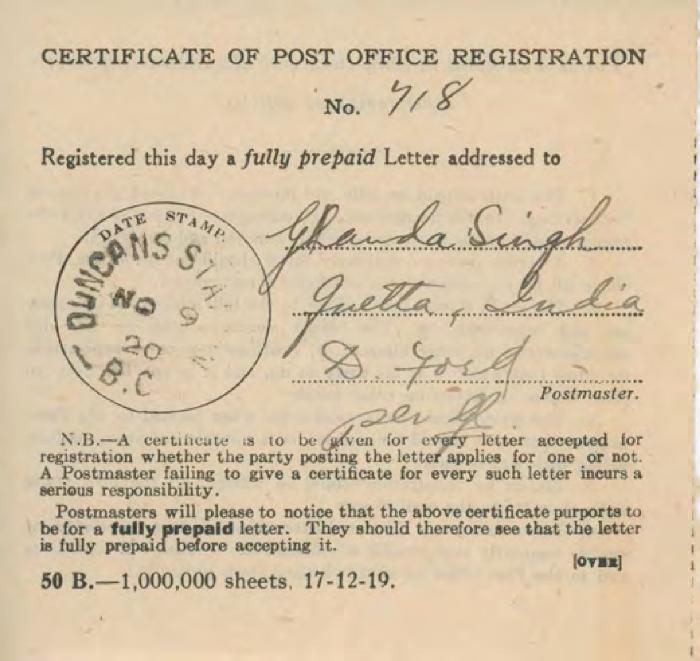 CERTIFICATE OF POST OFFICE REGISTRATION
No. 718
Registered this day a fully prepaid Letter addressed to
DATE STAMP.
DUNCANS STA
NO 9
20
B.C
Ghanda Singh
Quetta, India
D. Ford
Postmaster.
per
N.B.—A certificate is to be given for every letter accepted for
registration whether the party posting the letter applies for one or not.
A Postmaster failing to give a certificate for every such letter incurs a
serious responsibility.
Postmasters will please to notice that the above certificate purports to
be for a fully prepaid letter. They should therefore see that the letter
is fully prepaid before accepting it.
[OVER]
50 B.—1,000,000 sheets, 17-12-19.